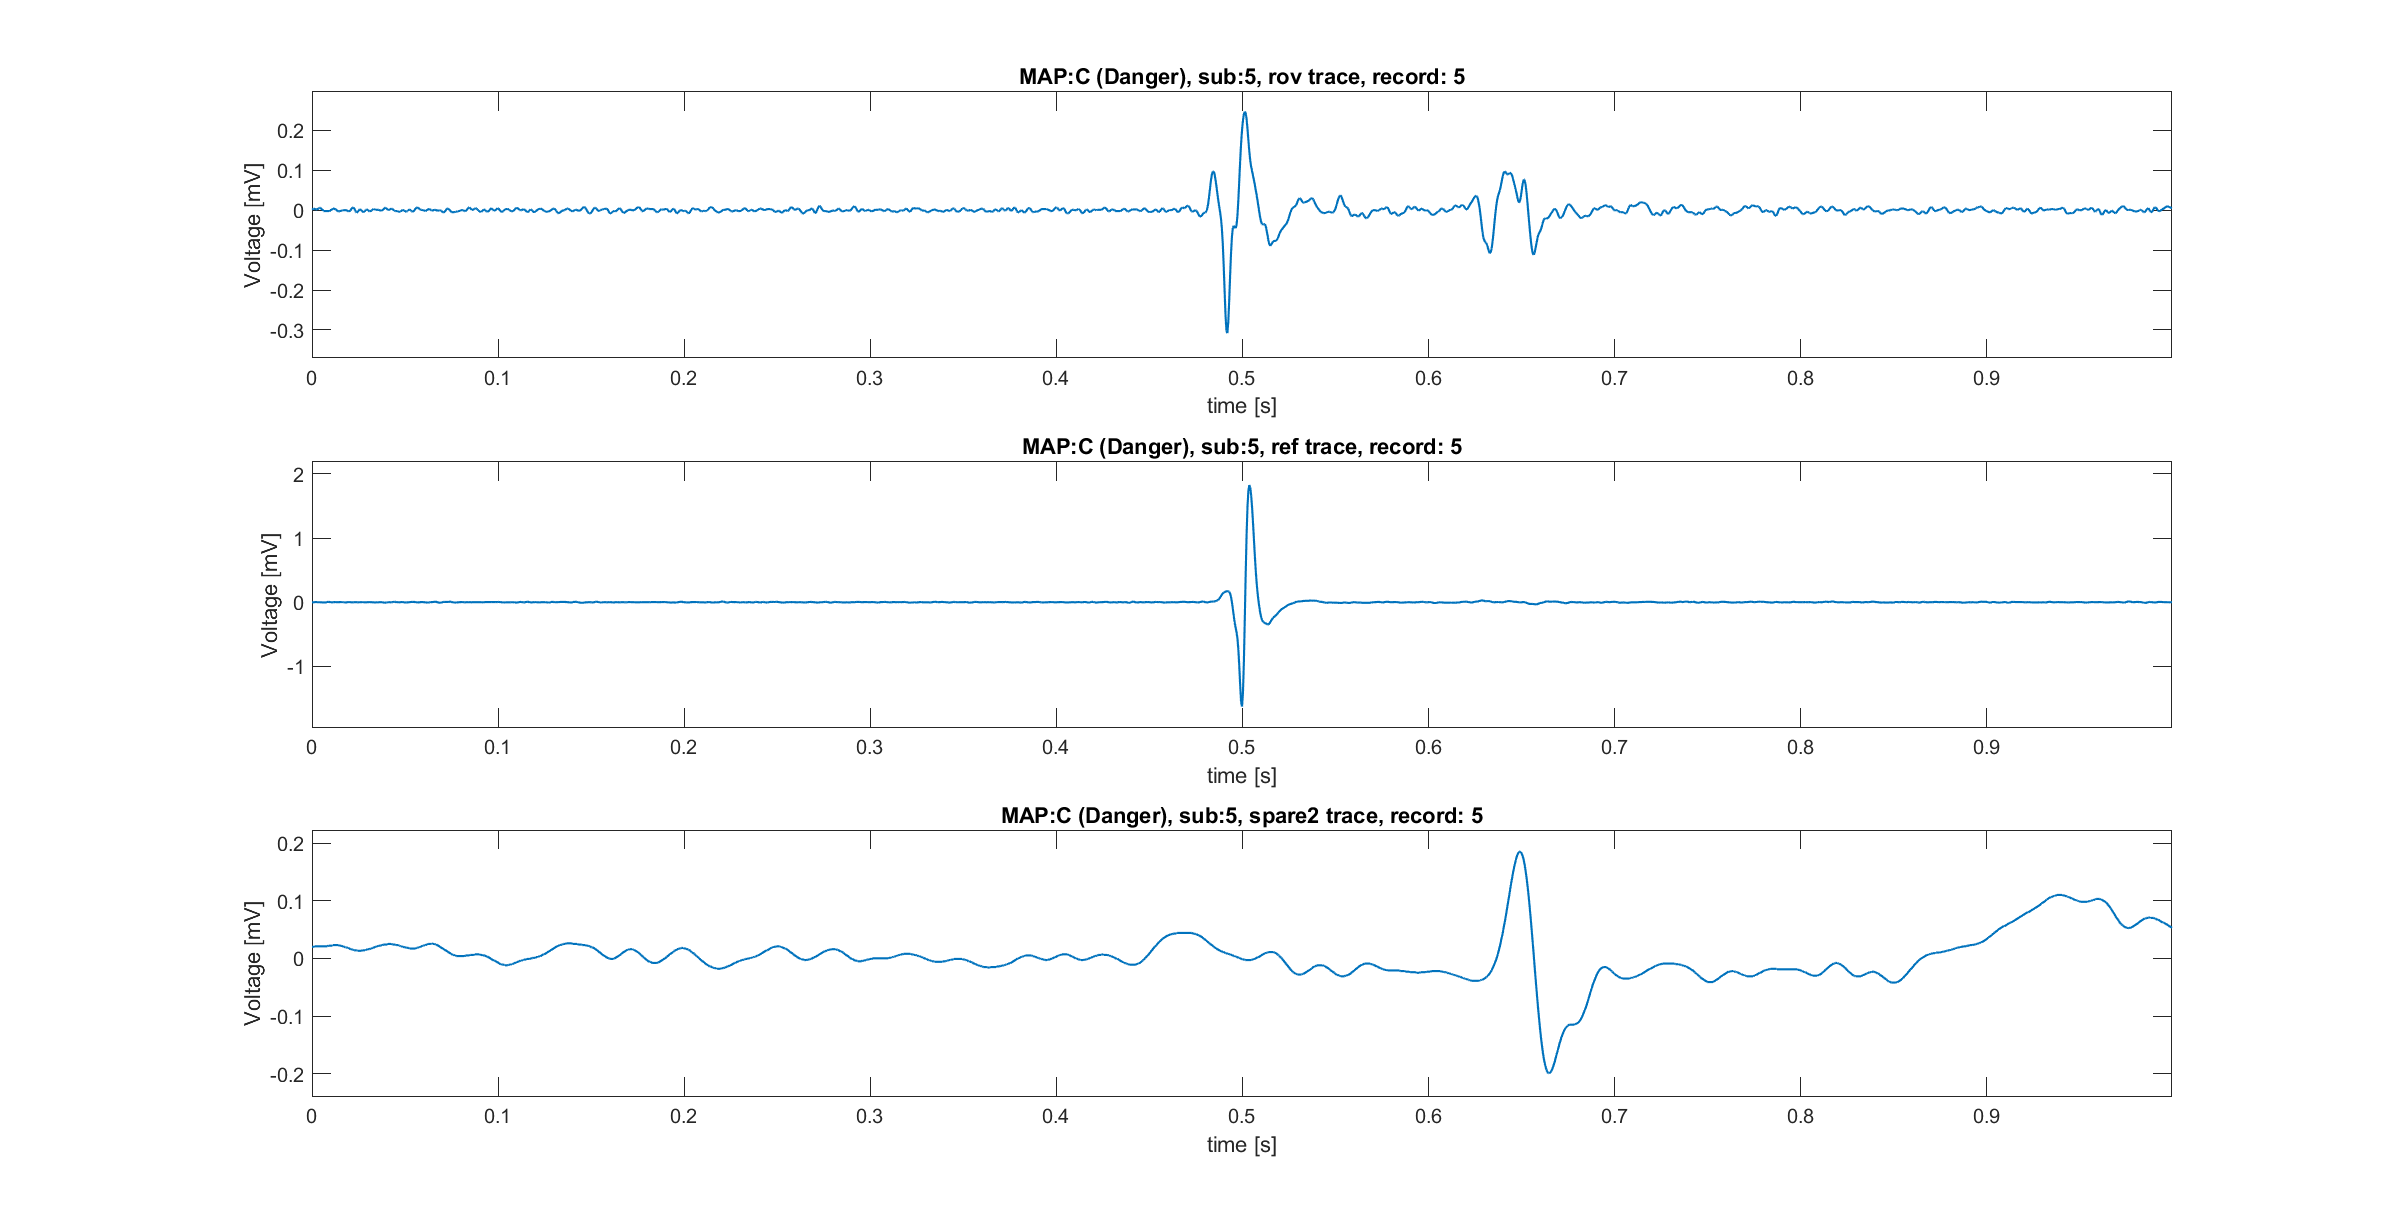 MAP:C (Danger), sub:5, rov trace, record: 5
Voltage [mV]
0.2
0.1
0
-0.1
-0.2
-0.3
0 0.1 0.2 0.3 0.4 0.5 0.6 0.7 0.8 0.9
time [s]
MAP:C (Danger), sub:5, ref trace, record: 5
Voltage [mV]
2
1
0
-1
0 0.1 0.2 0.3 0.4 0.5 0.6 0.7 0.8 0.9
time [s]
MAP:C (Danger), sub:5, spare2 trace, record: 5
Voltage [mV]
0.2
0.1
0
-0.1
-0.2
0 0.1 0.2 0.3 0.4 0.5 0.6 0.7 0.8 0.9
time [s]